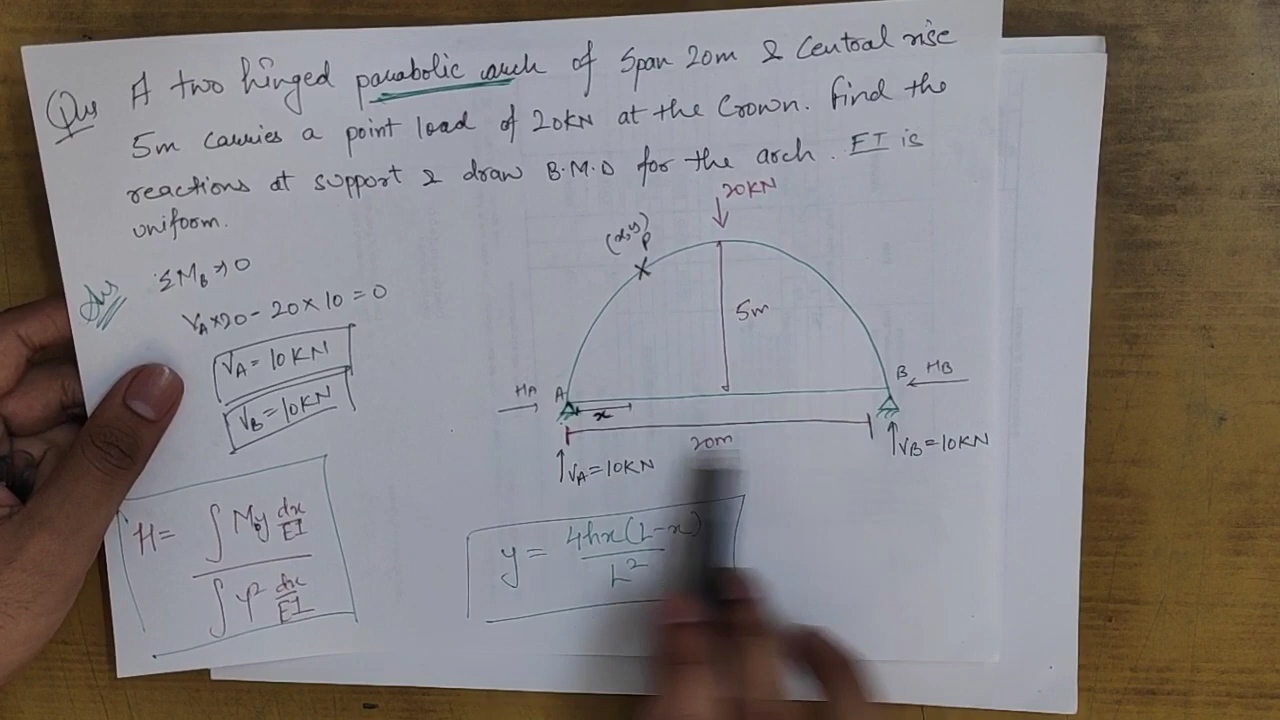 Qus A two hinged parabolic arch of Span 20m & Central rise
5m carries a point load of 20KN at the Crown. Find the
reactions at support & draw B.M.D for the arch. EI is
uniform.
Ans ΣM_B → 0
V_A×20 - 20×10 = 0
V_A = 10KN
V_B = 10KN
H = ∫ M y dx/EI / ∫ y² dx/EI
20KN
(x,y)
P
5m
H_A A
B H_B
x
20m
V_A = 10KN
V_B = 10KN
y = 4hx(L-x) / L²